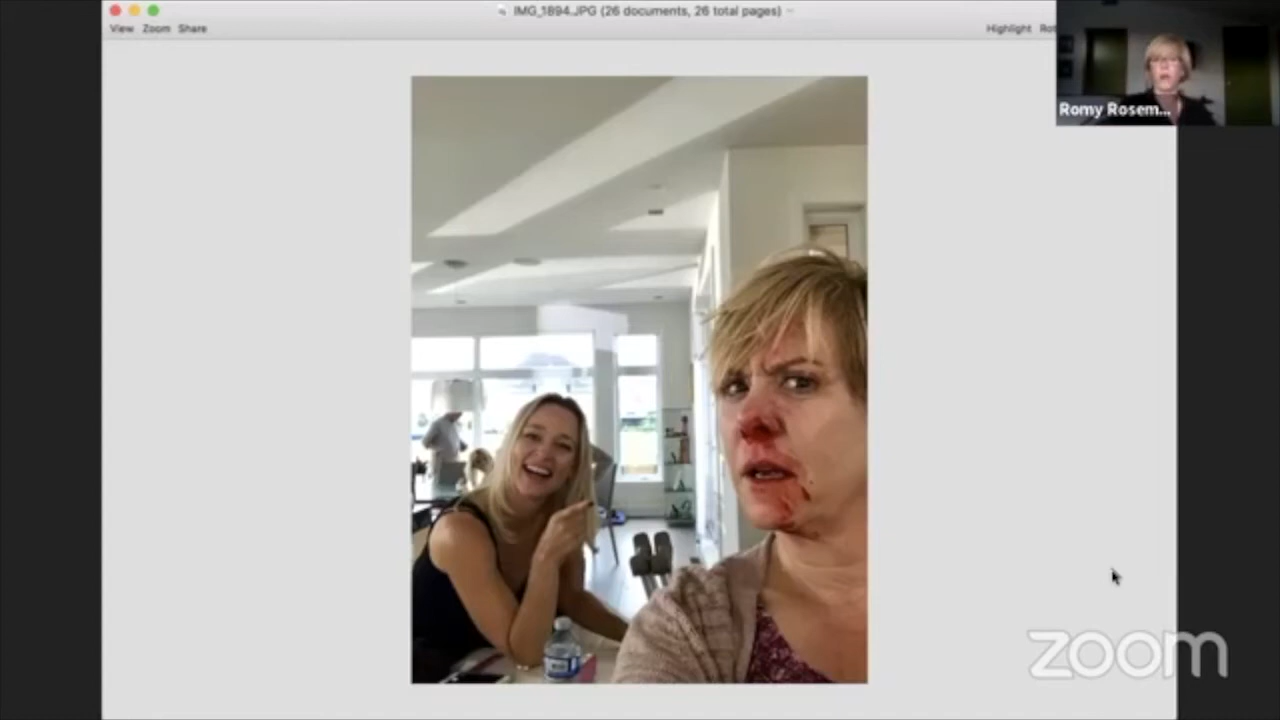 IMG_1894.JPG (26 documents, 26 total pages)
View Zoom Share
Highlight
Romy Rosem...
zoom